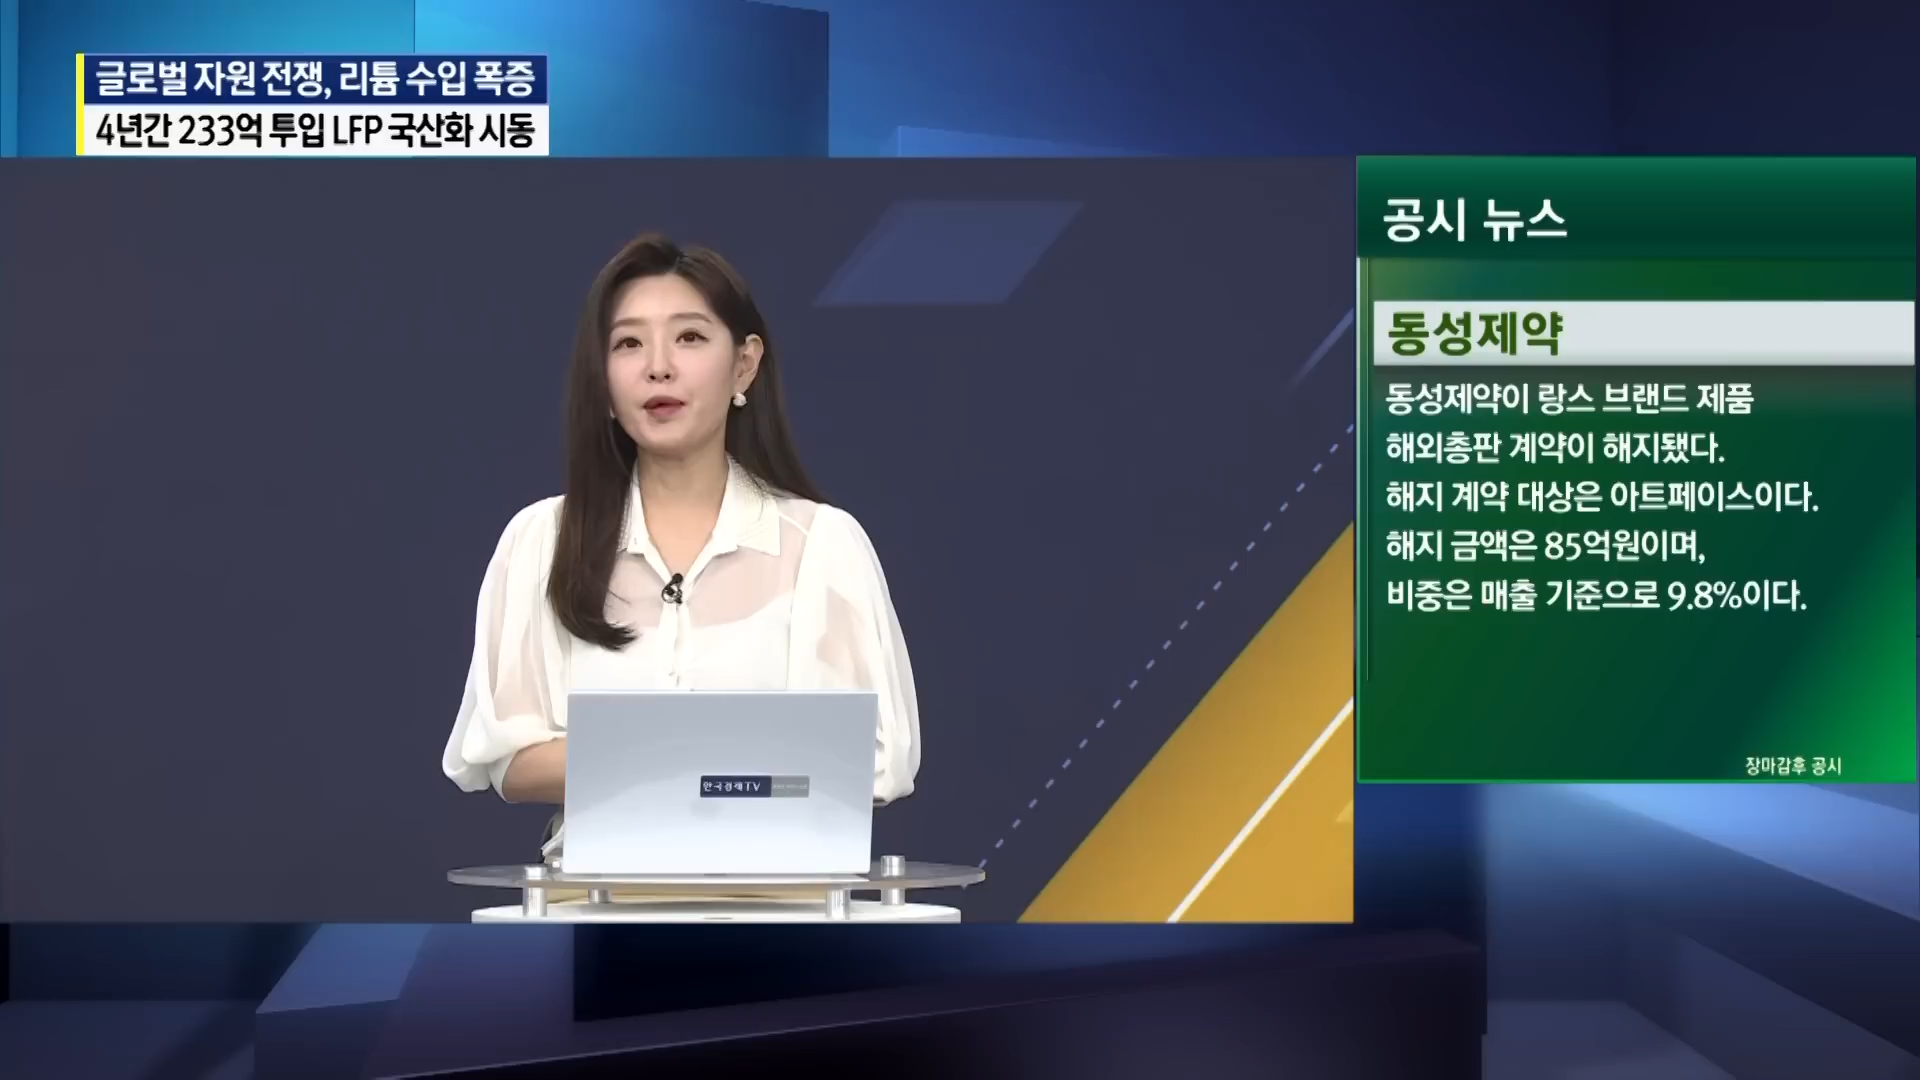 글로벌 자원 전쟁, 리튬 수입 폭증
4년간 233억 투입 LFP 국산화 시동
공시 뉴스
동성제약
동성제약이 랑스 브랜드 제품
해외총판 계약이 해지됐다.
해지 계약 대상은 아트페이스이다.
해지 금액은 85억원이며,
비중은 매출 기준으로 9.8%이다.
장마감후 공시
한국경제TV